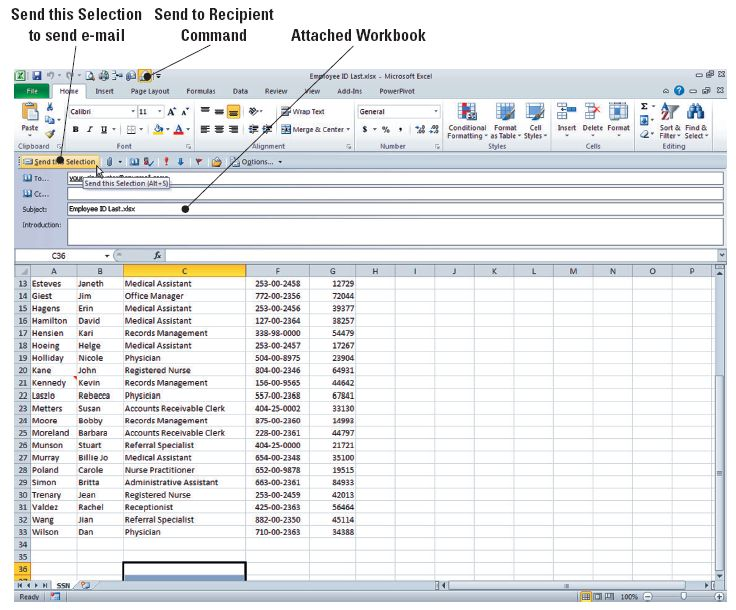 Send this Selection to send e-mail
Send to Recipient Command
Attached Workbook
Employee ID Last.xlsx - Microsoft Excel
File Home Insert Page Layout Formulas Data Review View Add-Ins PowerPivot
Calibri 11 A A Wrap Text General
Paste B I U Merge & Center $ % , Conditional Formatting Format as Table Cell Styles Insert Delete Format Sort & Filter Find & Select
Clipboard Font Alignment Number Styles Cells Editing
Send this Selection Options...
To...
Send this Selection (Alt+S)
Cc...
Subject: Employee ID Last.xlsx
Introduction:
C36 fx
A B C F G H I J K L M N O P
13 Esteves Janeth Medical Assistant 253-00-2458 12729
14 Giest Jim Office Manager 772-00-2356 72044
15 Hagens Erin Medical Assistant 253-00-2456 39377
16 Hamilton David Medical Assistant 127-00-2364 38257
17 Hensien Kari Records Management 338-98-0000 54479
18 Hoeing Helge Medical Assistant 253-00-2457 17267
19 Holliday Nicole Physician 504-00-8975 23904
20 Kane John Registered Nurse 804-00-2346 64931
21 Kennedy Kevin Records Management 156-00-9565 44642
22 Laszlo Rebecca Physician 557-00-2368 67841
23 Metters Susan Accounts Receivable Clerk 404-25-0002 33130
24 Moore Bobby Records Management 875-00-2360 14993
25 Moreland Barbara Accounts Receivable Clerk 228-00-2361 44797
26 Munson Stuart Referral Specialist 404-25-0000 21721
27 Murray Billie Jo Medical Assistant 654-00-2348 35100
28 Poland Carole Nurse Practitioner 652-00-9878 19515
29 Simon Britta Administrative Assistant 663-00-2361 84933
30 Trenary Jean Registered Nurse 253-00-2459 42013
31 Valdez Rachel Receptionist 425-00-2363 56464
32 Wang Jian Referral Specialist 882-00-2350 45114
33 Wilson Dan Physician 710-00-2363 34388
34
35
36
SSN
Ready 100%